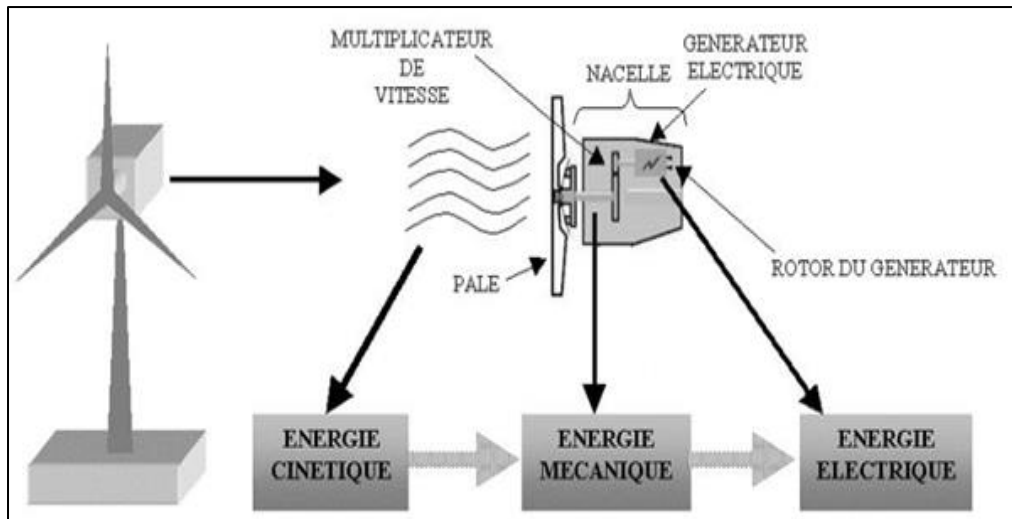 MULTIPLICATEUR
DE
VITESSE
NACELLE
GENERATEUR
ELECTRIQUE
PALE
ROTOR DU GENERATEUR
ENERGIE
CINETIQUE
ENERGIE
MECANIQUE
ENERGIE
ELECTRIQUE